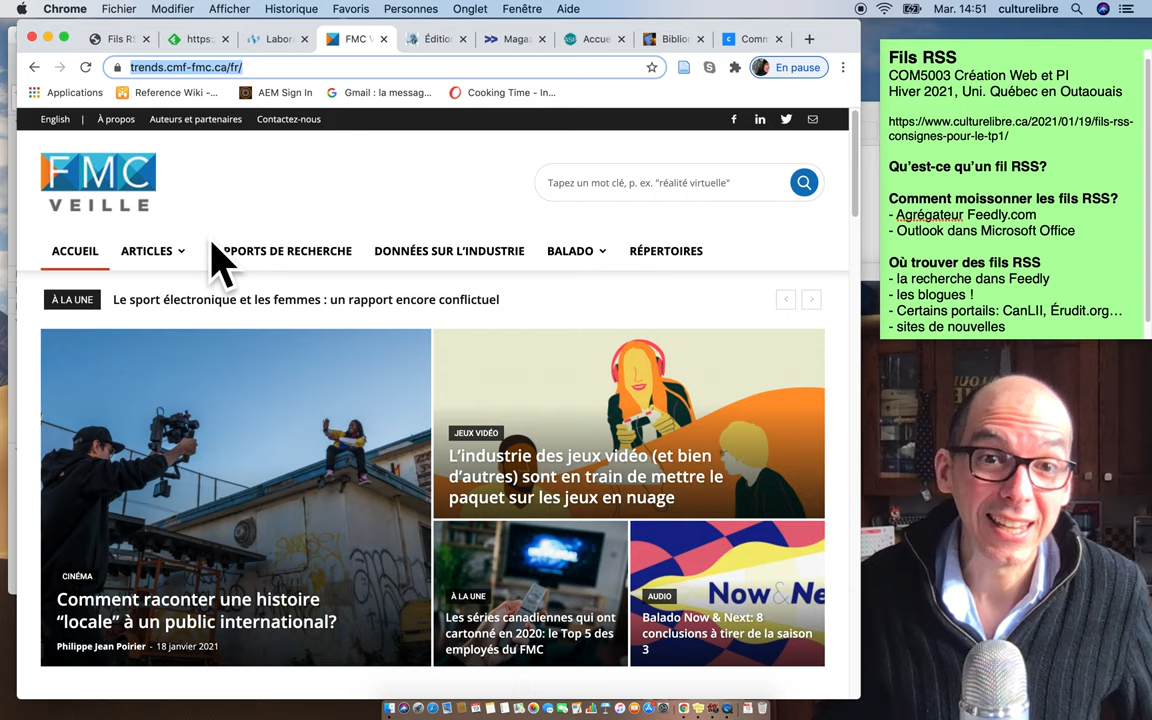 Chrome Fichier Modifier Afficher Historique Favoris Personnes Onglet Fenêtre Aide
Mar. 14:51 culturelibre
Fils RS
https:
Labor
FMC V
Éditior
Maga
Accue
Biblior
Comm
trends.cmf-fmc.ca/fr/
En pause
Applications
Reference Wiki -...
AEM Sign In
Gmail : la messag...
Cooking Time - In...
English | À propos Auteurs et partenaires Contactez-nous
FMC
VEILLE
Tapez un mot clé, p. ex. "réalité virtuelle"
ACCUEIL ARTICLES PPORTS DE RECHERCHE DONNÉES SUR L'INDUSTRIE BALADO RÉPERTOIRES
À LA UNE
Le sport électronique et les femmes : un rapport encore conflictuel
CINÉMA
Comment raconter une histoire
“locale” à un public international?
Philippe Jean Poirier - 18 janvier 2021
JEUX VIDÉO
L’industrie des jeux vidéo (et bien
d’autres) sont en train de mettre le
paquet sur les jeux en nuage
À LA UNE
Les séries canadiennes qui ont
cartonné en 2020: le Top 5 des
employés du FMC
Now & Ne
AUDIO
Balado Now & Next: 8
conclusions à tirer de la saison
3
Fils RSS
COM5003 Création Web et PI
Hiver 2021, Uni. Québec en Outaouais
https://www.culturelibre.ca/2021/01/19/fils-rss-
consignes-pour-le-tp1/
Qu’est-ce qu’un fil RSS?
Comment moissonner les fils RSS?
- Agrégateur Feedly.com
- Outlook dans Microsoft Office
Où trouver des fils RSS
- la recherche dans Feedly
- les blogues !
- Certains portails: CanLII, Érudit.org…
- sites de nouvelles